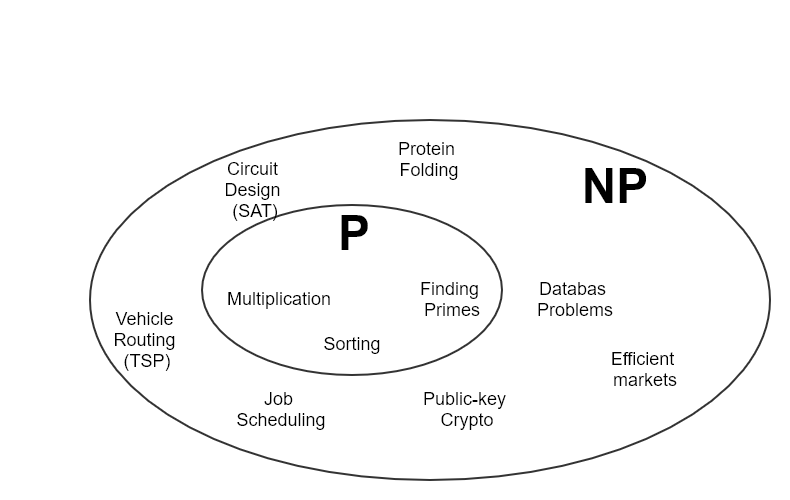 Protein
Folding
Circuit
Design
(SAT)
NP
P
Multiplication
Finding
Primes
Sorting
Databas
Problems
Vehicle
Routing
(TSP)
Efficient
markets
Job
Scheduling
Public-key
Crypto